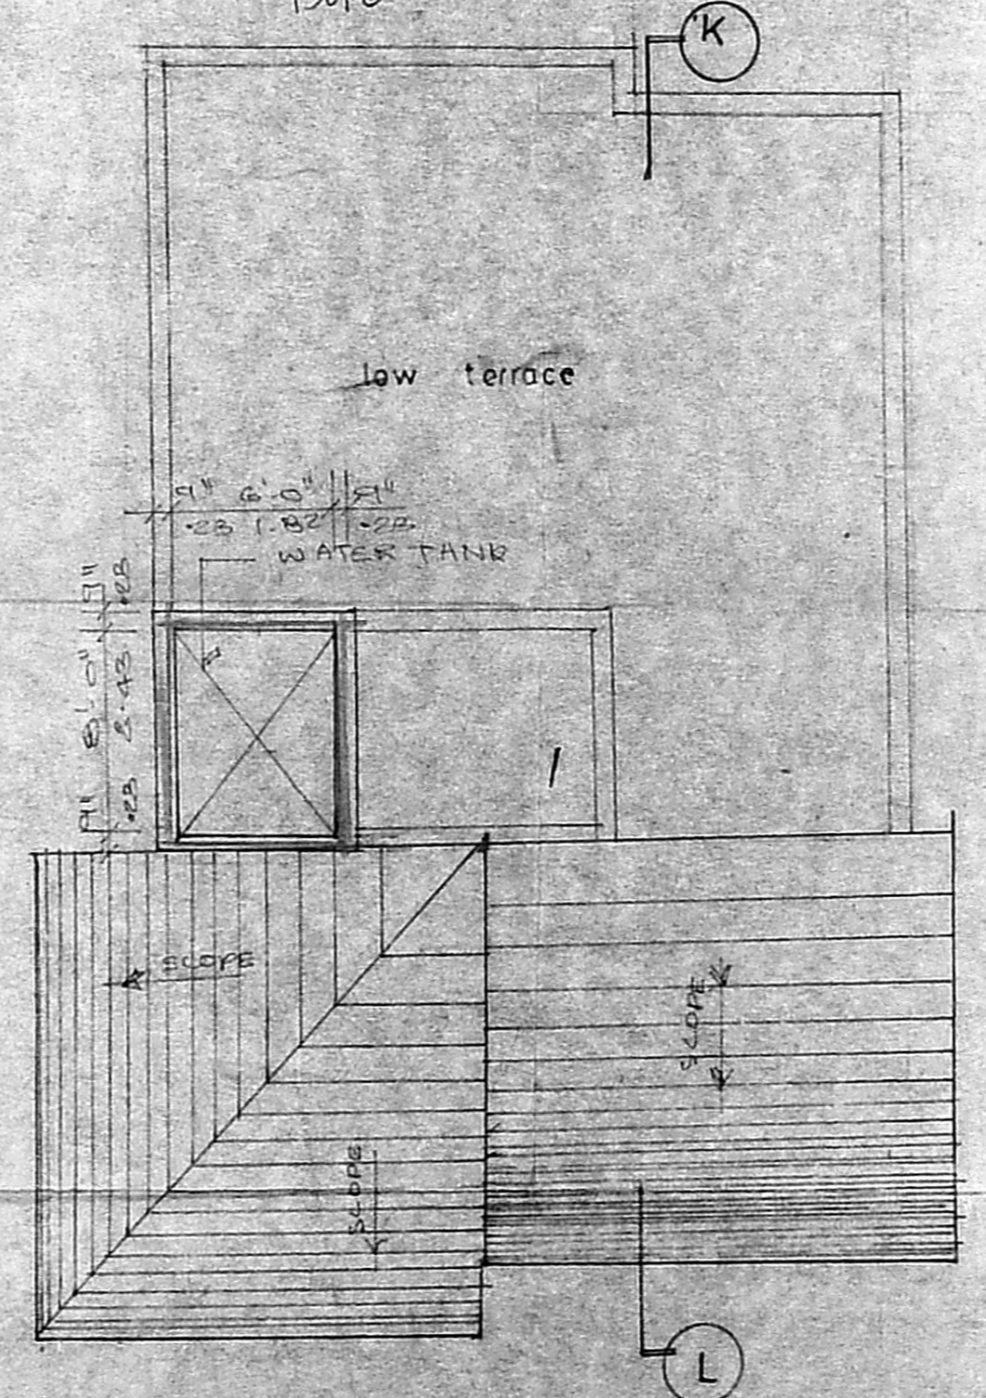 K
low terrace
9" 6'-0" 9"
.23 1.82 .23
WATER TANK
9" 8'-0" 9"
.23 2.43 .23
SLOPE
SLOPE
SLOPE
L